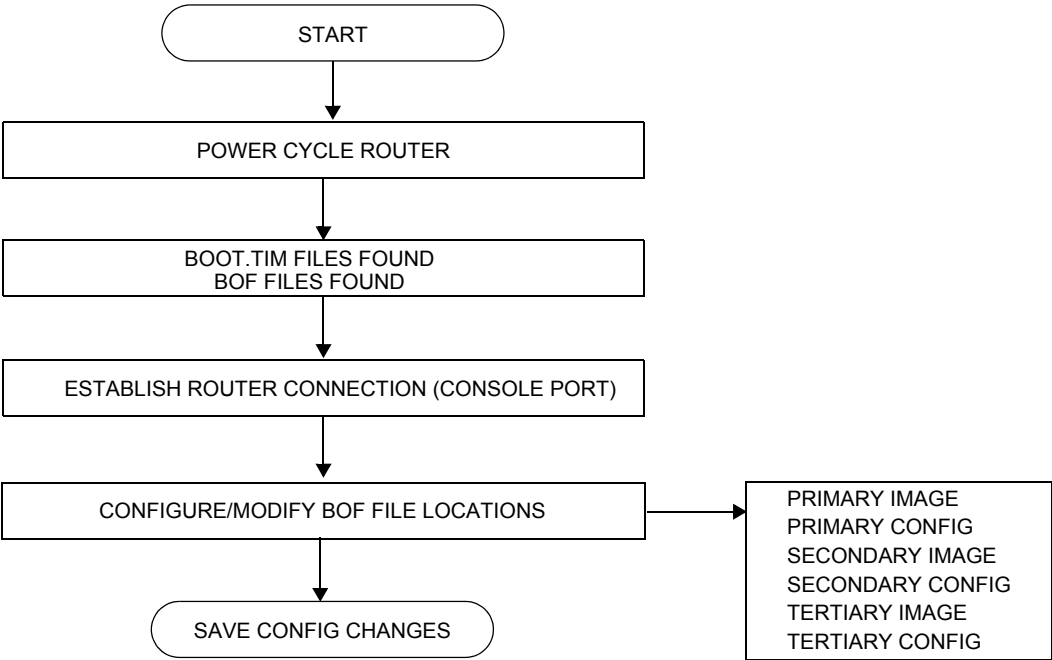 START
POWER CYCLE ROUTER
BOOT.TIM FILES FOUND
BOF FILES FOUND
ESTABLISH ROUTER CONNECTION (CONSOLE PORT)
CONFIGURE/MODIFY BOF FILE LOCATIONS
PRIMARY IMAGE
PRIMARY CONFIG
SECONDARY IMAGE
SECONDARY CONFIG
TERTIARY IMAGE
TERTIARY CONFIG
SAVE CONFIG CHANGES